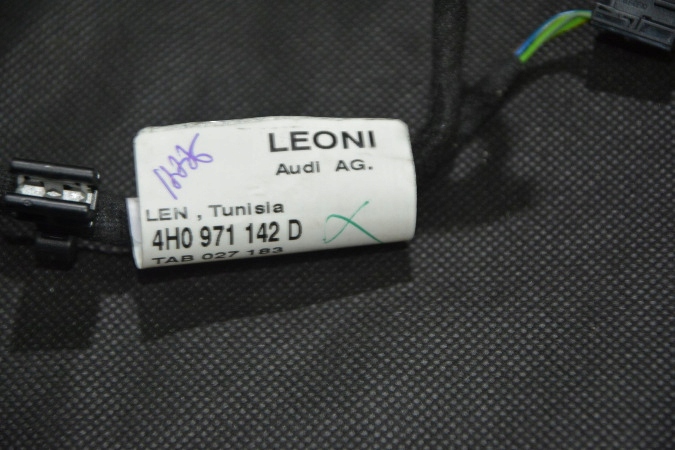 LEONI
Audi AG.
LEN , Tunisia
4H0 971 142 D
TAB 027 183